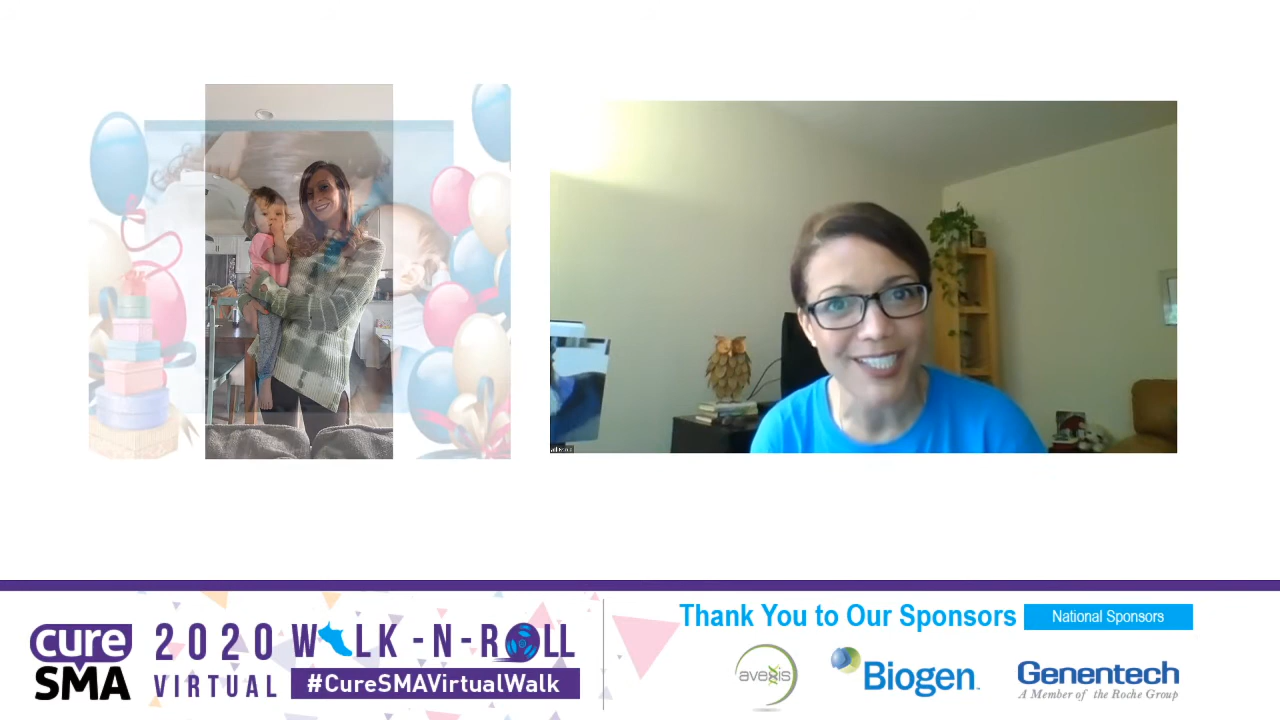 cure
SMA
2020 WALK-N-ROLL
VIRTUAL #CureSMAVirtualWalk
Thank You to Our Sponsors National Sponsors
avexis
Biogen
Genentech
A Member of the Roche Group